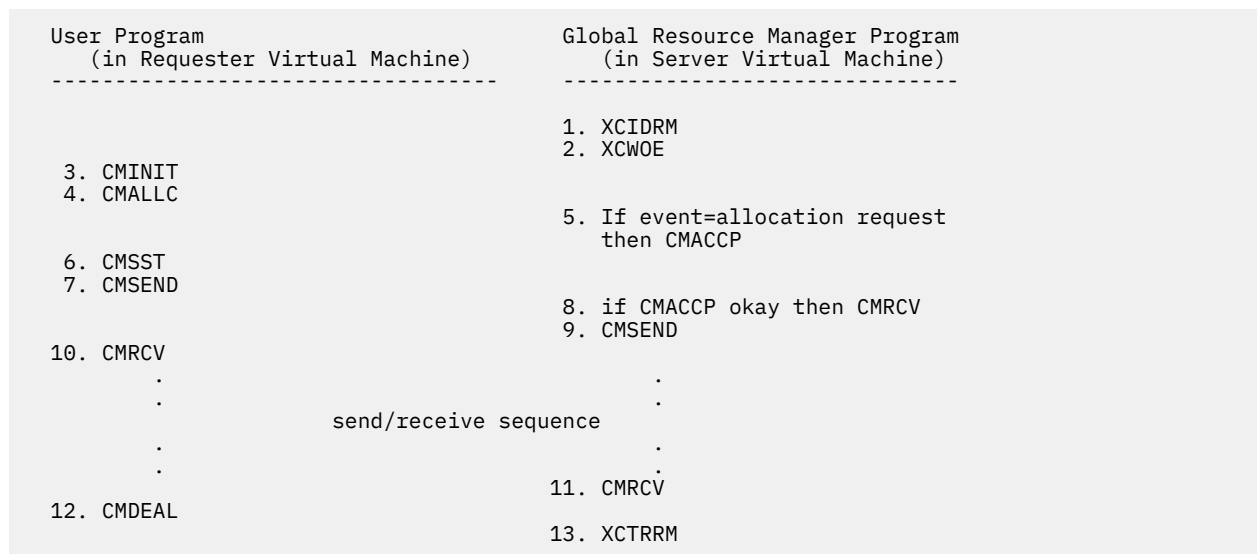 User Program                            Global Resource Manager Program
   (in Requester Virtual Machine)          (in Server Virtual Machine)
-----------------------------------     -------------------------------
                                        1. XCIDRM
                                        2. XCWOE
 3. CMINIT
 4. CMALLC
                                        5. If event=allocation request
                                           then CMACCP
 6. CMSST
 7. CMSEND
                                        8. if CMACCP okay then CMRCV
                                        9. CMSEND
10. CMRCV
         .                                      .
         .                                      .
                      send/receive sequence
         .                                      .
         .                                      .
                                       11. CMRCV
12. CMDEAL
                                       13. XCTRRM